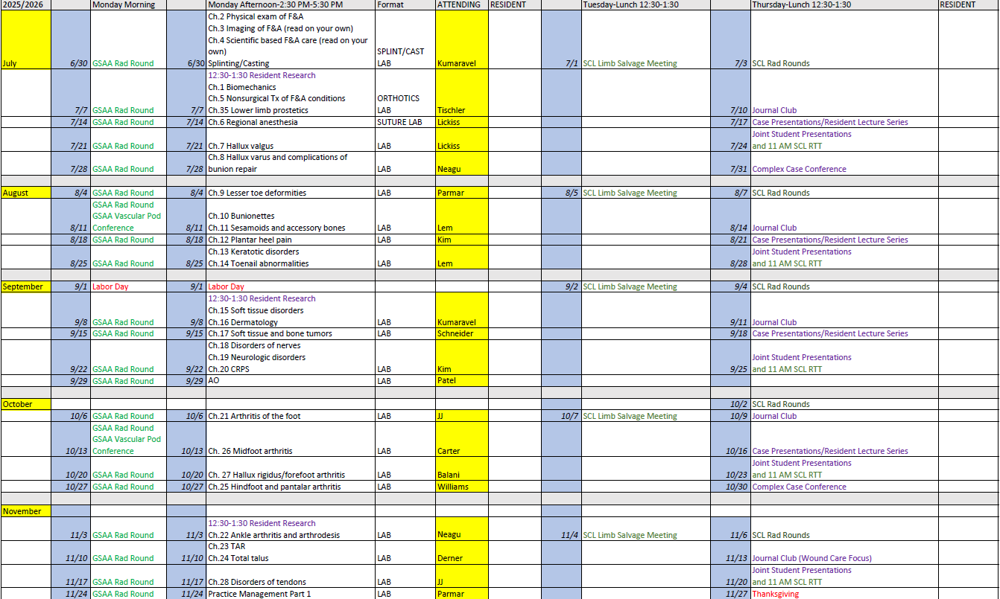 2025/2026 Monday Morning Monday Afternoon-2:30 PM-5:30 PM Format ATTENDING RESIDENT Tuesday-Lunch 12:30-1:30 Thursday-Lunch 12:30-1:30 RESIDENT
Ch.2 Physical exam of F&A
Ch.3 Imaging of F&A (read on your own)
Ch.4 Scientific based F&A care (read on your
own) SPLINT/CAST
July 6/30 GSAA Rad Round 6/30 Splinting/Casting LAB Kumaravel 7/1 SCL Limb Salvage Meeting 7/3 SCL Rad Rounds
12:30-1:30 Resident Research
Ch.1 Biomechanics
Ch.5 Nonsurgical Tx of F&A conditions ORTHOTICS
7/7 GSAA Rad Round 7/7 Ch.35 Lower limb prostetics LAB Tischler 7/10 Journal Club
7/14 GSAA Rad Round 7/14 Ch.6 Regional anesthesia SUTURE LAB Lickiss 7/17 Case Presentations/Resident Lecture Series
Joint Student Presentations
7/21 GSAA Rad Round 7/21 Ch.7 Hallux valgus LAB Lickiss 7/24 and 11 AM SCL RTT
Ch.8 Hallux varus and complications of
7/28 GSAA Rad Round 7/28 bunion repair LAB Neagu 7/31 Complex Case Conference
August 8/4 GSAA Rad Round 8/4 Ch.9 Lesser toe deformities LAB Parmar 8/5 SCL Limb Salvage Meeting 8/7 SCL Rad Rounds
GSAA Rad Round
GSAA Vascular Pod Ch.10 Bunionettes
8/11 Conference 8/11 Ch.11 Sesamoids and accessory bones LAB Lem 8/14 Journal Club
8/18 GSAA Rad Round 8/18 Ch.12 Plantar heel pain LAB Kim 8/21 Case Presentations/Resident Lecture Series
Ch.13 Keratotic disorders Joint Student Presentations
8/25 GSAA Rad Round 8/25 Ch.14 Toenail abnormalities LAB Lem 8/28 and 11 AM SCL RTT
September 9/1 Labor Day 9/1 Labor Day 9/2 SCL Limb Salvage Meeting 9/4 SCL Rad Rounds
12:30-1:30 Resident Research
Ch.15 Soft tissue disorders
9/8 GSAA Rad Round 9/8 Ch.16 Dermatology LAB Kumaravel 9/11 Journal Club
9/15 GSAA Rad Round 9/15 Ch.17 Soft tissue and bone tumors LAB Schneider 9/18 Case Presentations/Resident Lecture Series
Ch.18 Disorders of nerves
Ch.19 Neurologic disorders Joint Student Presentations
9/22 GSAA Rad Round 9/22 Ch.20 CRPS LAB Kim 9/25 and 11 AM SCL RTT
9/29 GSAA Rad Round 9/29 AO LAB Patel
October 10/2 SCL Rad Rounds
10/6 GSAA Rad Round 10/6 Ch.21 Arthritis of the foot LAB JJ 10/7 SCL Limb Salvage Meeting 10/9 Journal Club
GSAA Rad Round
GSAA Vascular Pod
10/13 Conference 10/13 Ch. 26 Midfoot arthritis LAB Carter 10/16 Case Presentations/Resident Lecture Series
Joint Student Presentations
10/20 GSAA Rad Round 10/20 Ch. 27 Hallux rigidus/forefoot arthritis LAB Balani 10/23 and 11 AM SCL RTT
10/27 GSAA Rad Round 10/27 Ch.25 Hindfoot and pantalar arthritis LAB Williams 10/30 Complex Case Conference
November
12:30-1:30 Resident Research
11/3 GSAA Rad Round 11/3 Ch.22 Ankle arthritis and arthrodesis LAB Neagu 11/4 SCL Limb Salvage Meeting 11/6 SCL Rad Rounds
Ch.23 TAR
11/10 GSAA Rad Round 11/10 Ch.24 Total talus LAB Derner 11/13 Journal Club (Wound Care Focus)
Joint Student Presentations
11/17 GSAA Rad Round 11/17 Ch.28 Disorders of tendons LAB JJ 11/20 and 11 AM SCL RTT
11/24 GSAA Rad Round 11/24 Practice Management Part 1 LAB Parmar 11/27 Thanksgiving